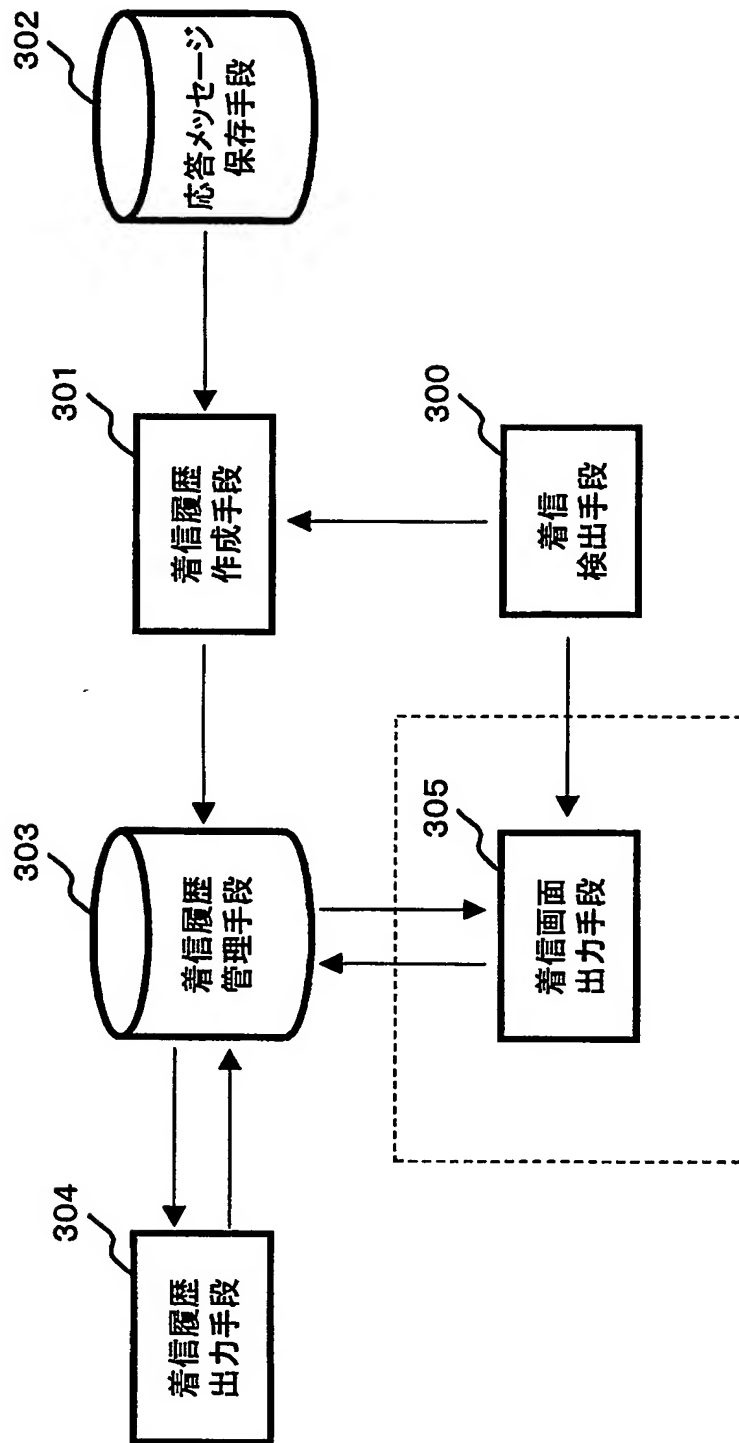 302
応答メッセージ
保存手段
301
着信履歴
作成手段
300
着信
検出手段
303
着信履歴
管理手段
305
着信画面
出力手段
304
着信履歴
出力手段